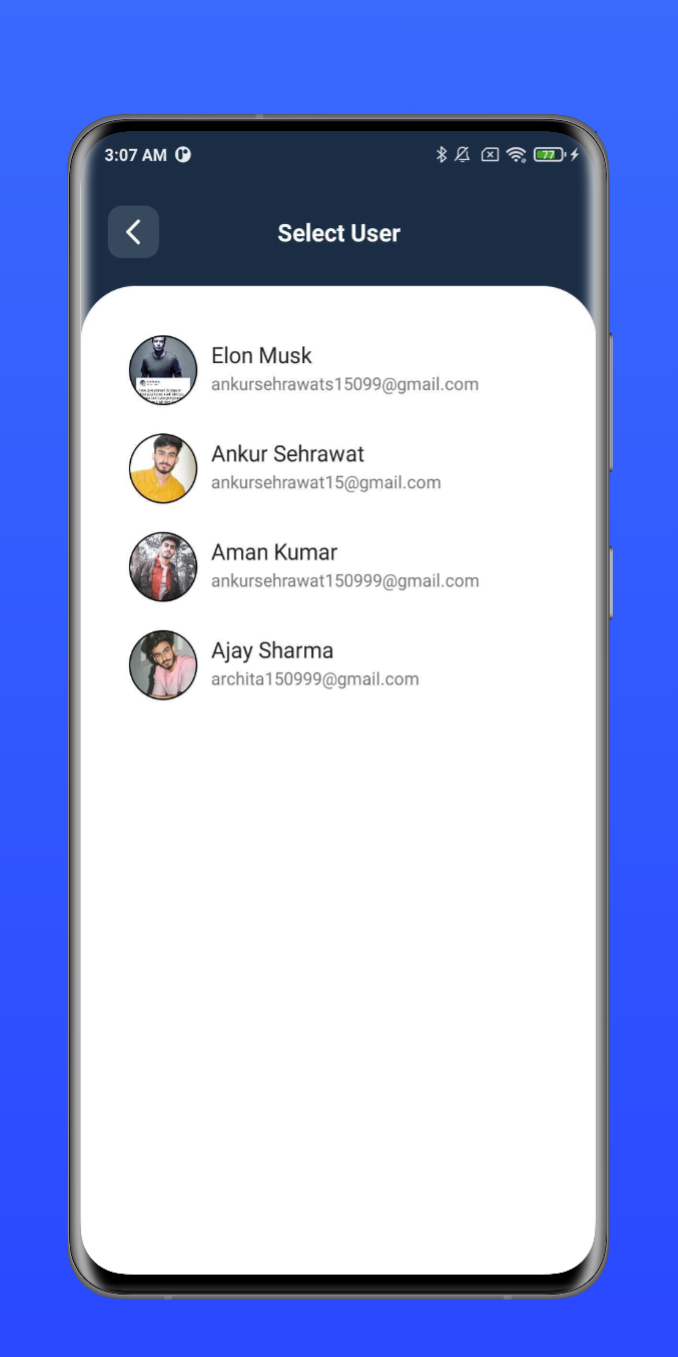 3:07 AM
77
Select User
Elon Musk
ankursehrawats15099@gmail.com
Ankur Sehrawat
ankursehrawat15@gmail.com
Aman Kumar
ankursehrawat150999@gmail.com
Ajay Sharma
archita150999@gmail.com